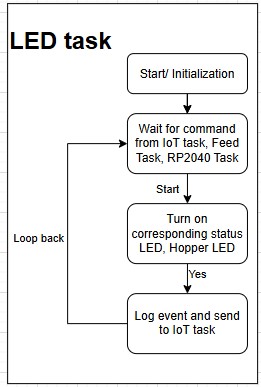 LED task
Start/ Initialization
Wait for command
from IoT task, Feed
Task, RP2040 Task
Start
Turn on
corresponding status
LED, Hopper LED
Loop back
Yes
Log event and send
to IoT task